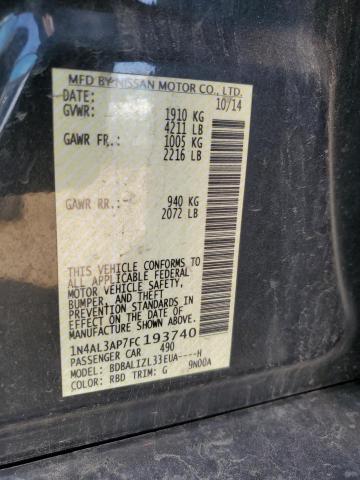 MFD BY NISSAN MOTOR CO., LTD.
DATE: 10/14
GVWR: 1910 KG
4211 LB
GAWR FR.: 1005 KG
2216 LB
GAWR RR.: 940 KG
2072 LB
THIS VEHICLE CONFORMS TO
ALL APPLICABLE FEDERAL
MOTOR VEHICLE SAFETY,
BUMPER, AND THEFT
PREVENTION STANDARDS IN
EFFECT ON THE DATE OF
MANUFACTURE SHOWN ABOVE.
1N4AL3AP7FC193740
PASSENGER CAR 490
MODEL: BDBALIZL33EUA----H
COLOR: RBD TRIM: G 9N00A